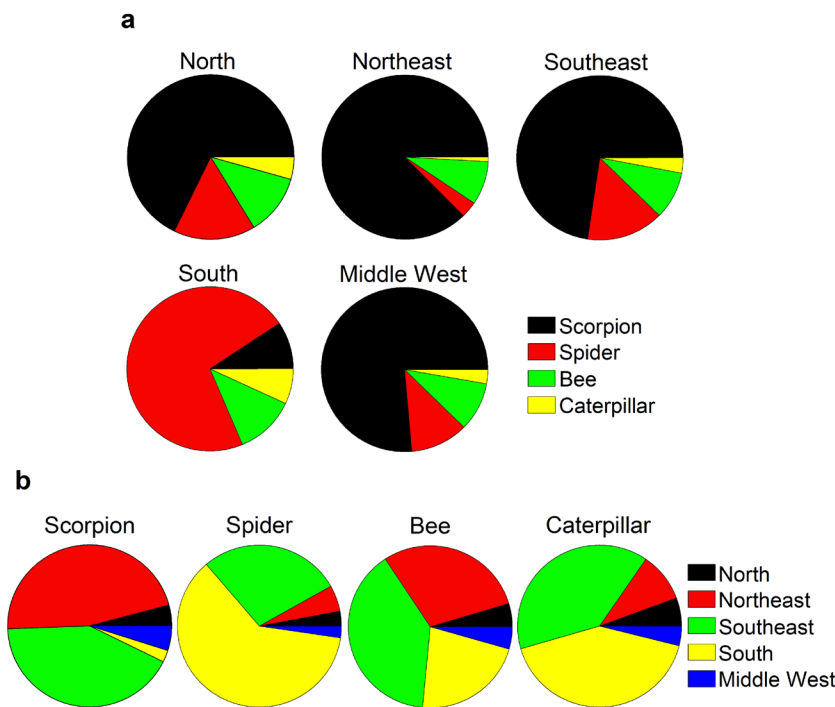 a
North
Northeast
Southeast
South
Middle West
Scorpion
Spider
Bee
Caterpillar
b
Scorpion
Spider
Bee
Caterpillar
North
Northeast
Southeast
South
Middle West